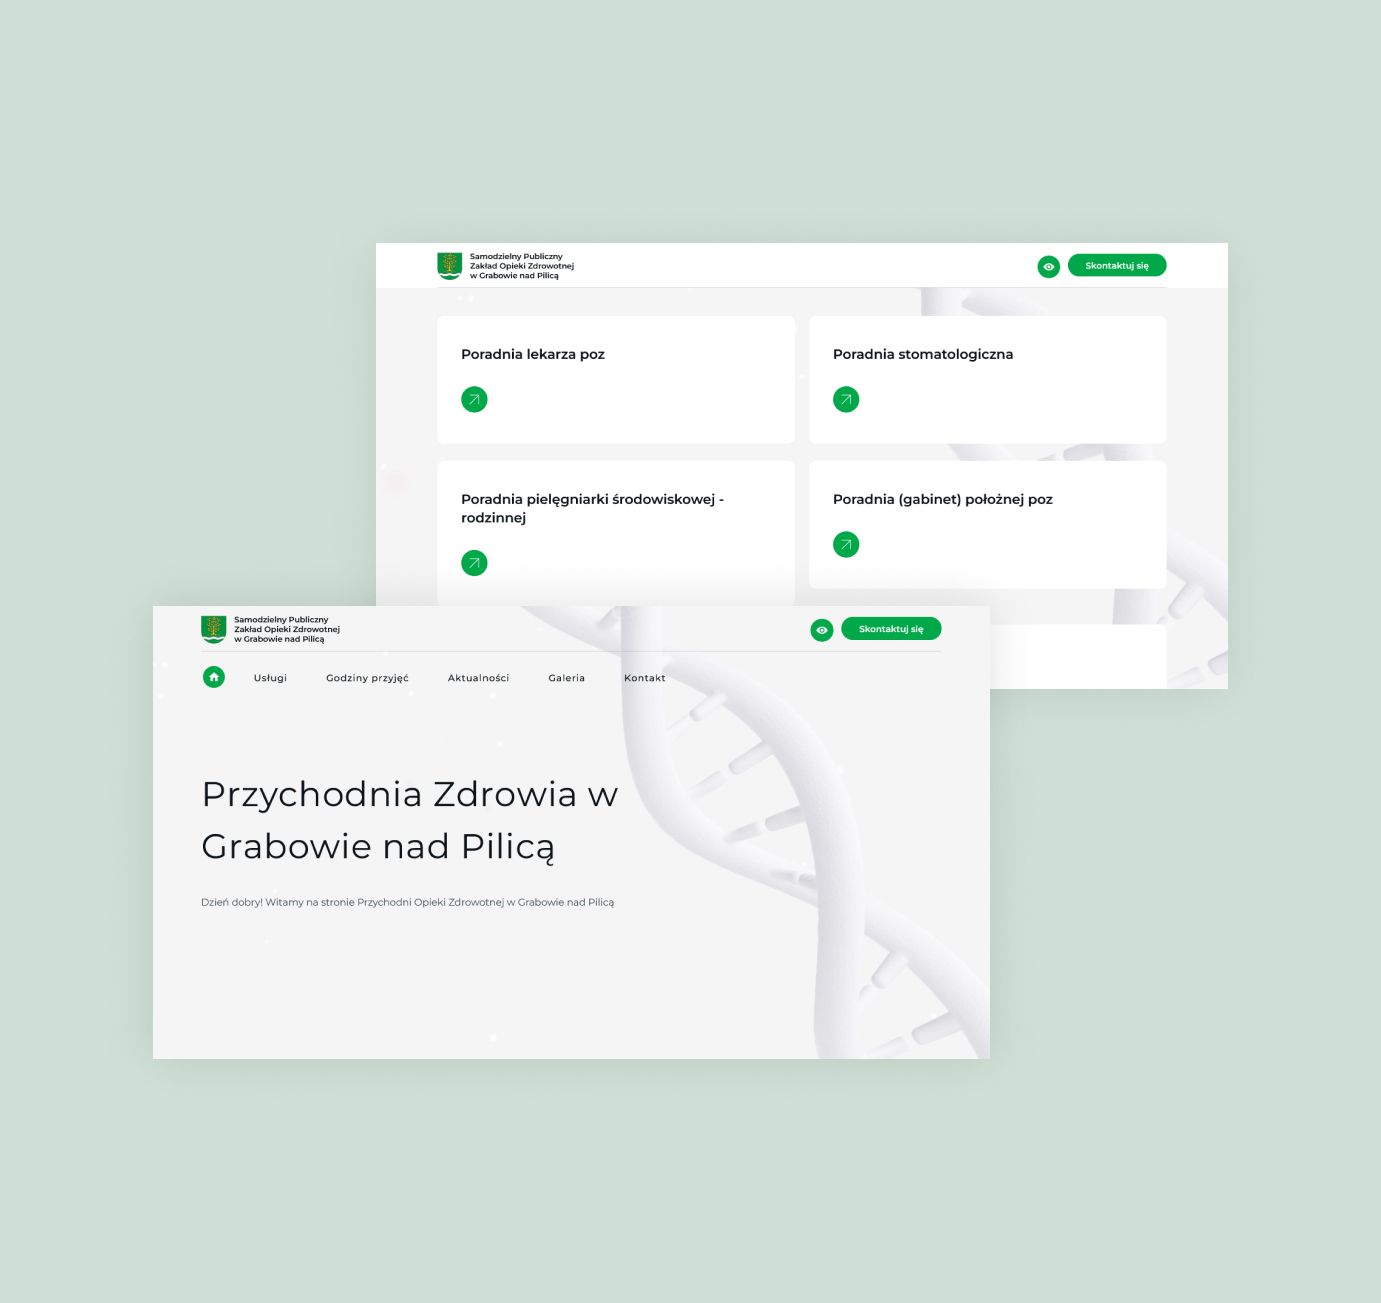 Samodzielny Publiczny
Zakład Opieki Zdrowotnej
w Grabowie nad Pilicą
Skontaktuj się
Poradnia lekarza poz
Poradnia stomatologiczna
Poradnia pielęgniarki środowiskowej -
rodzinnej
Poradnia (gabinet) położnej poz
Samodzielny Publiczny
Zakład Opieki Zdrowotnej
w Grabowie nad Pilicą
Skontaktuj się
Usługi
Godziny przyjęć
Aktualności
Galeria
Kontakt
Przychodnia Zdrowia w
Grabowie nad Pilicą
Dzień dobry! Witamy na stronie Przychodni Opieki Zdrowotnej w Grabowie nad Pilicą